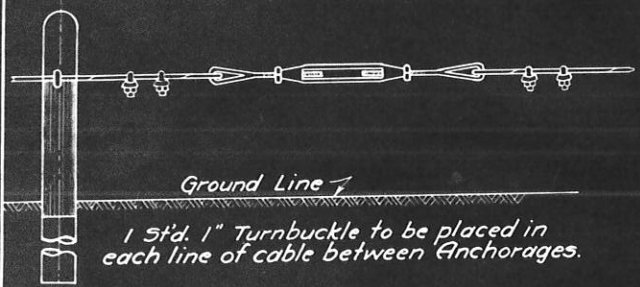 Ground Line
1 St'd. 1" Turnbuckle to be placed in
each line of cable between Anchorages.